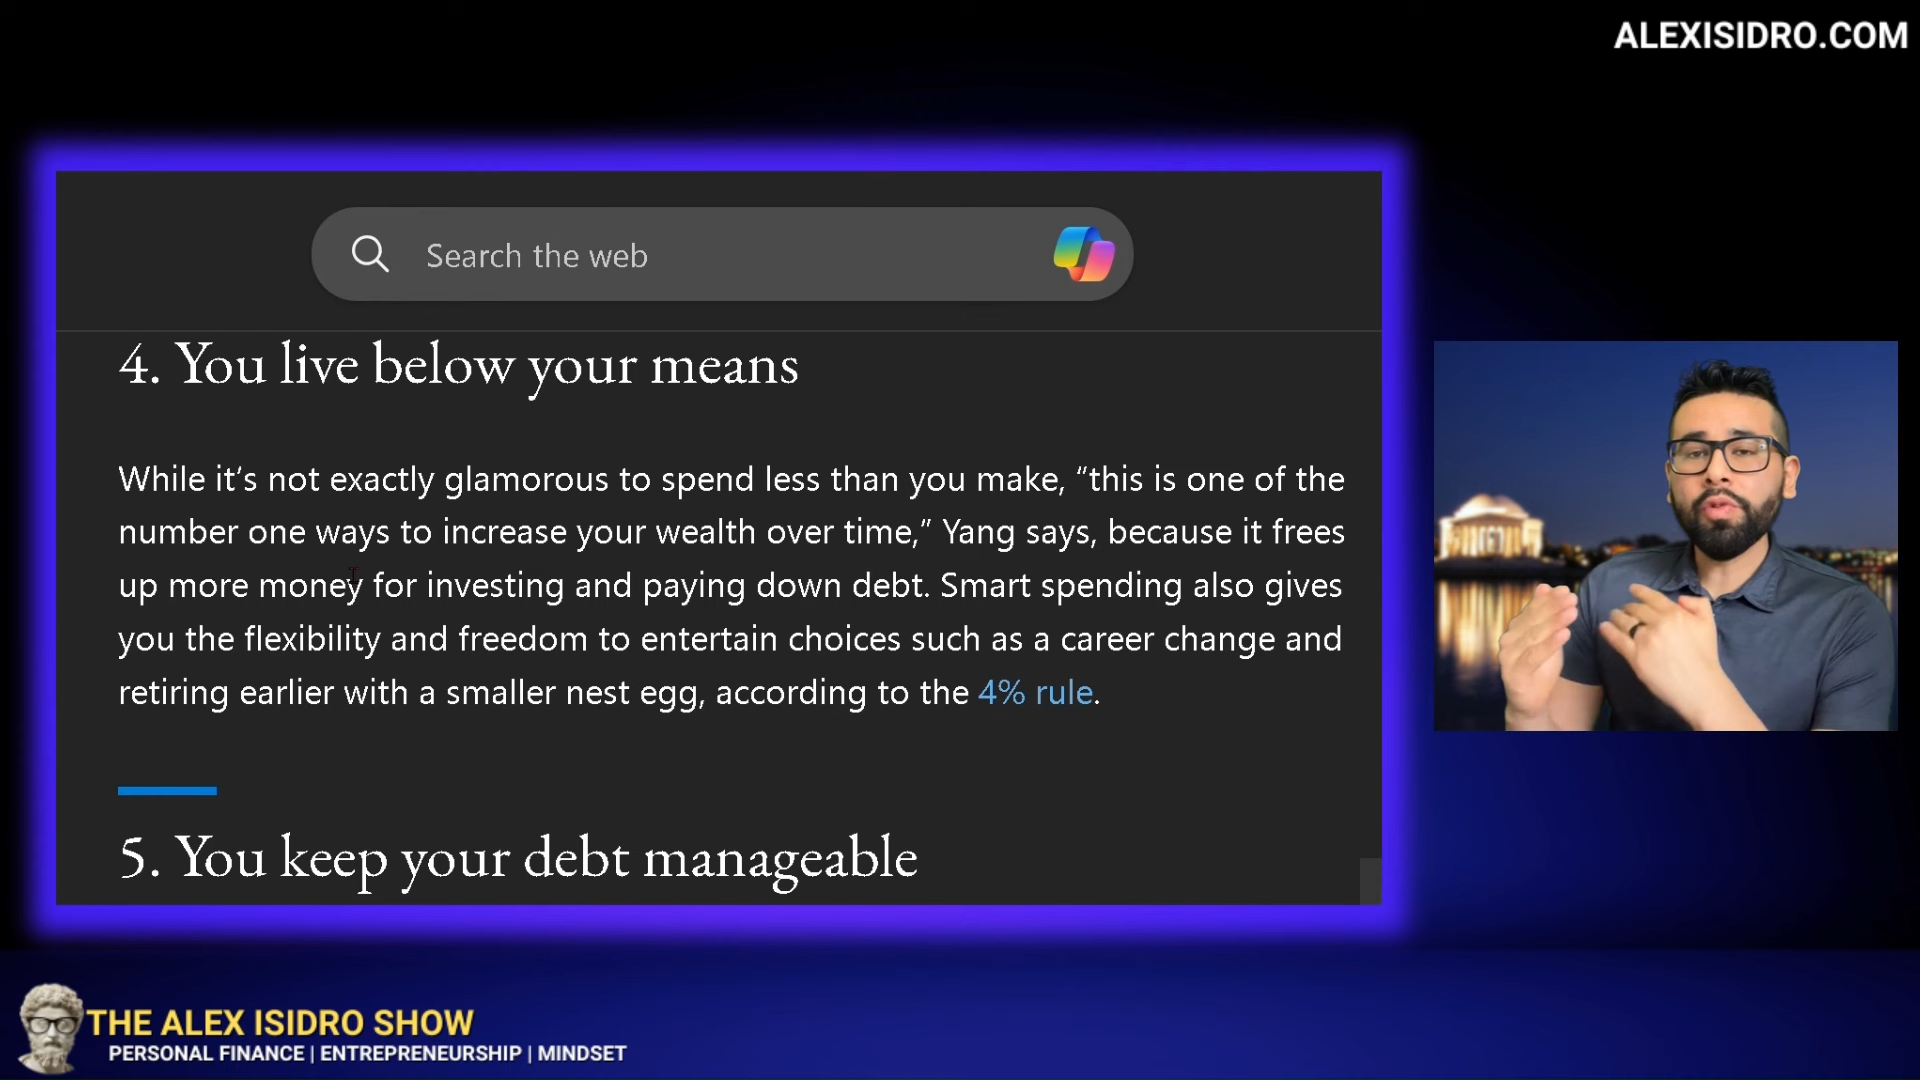 ALEXISIDRO.COM
Search the web
4. You live below your means
While it’s not exactly glamorous to spend less than you make, “this is one of the
number one ways to increase your wealth over time,” Yang says, because it frees
up more money for investing and paying down debt. Smart spending also gives
you the flexibility and freedom to entertain choices such as a career change and
retiring earlier with a smaller nest egg, according to the 4% rule.
5. You keep your debt manageable
THE ALEX ISIDRO SHOW
PERSONAL FINANCE | ENTREPRENEURSHIP | MINDSET